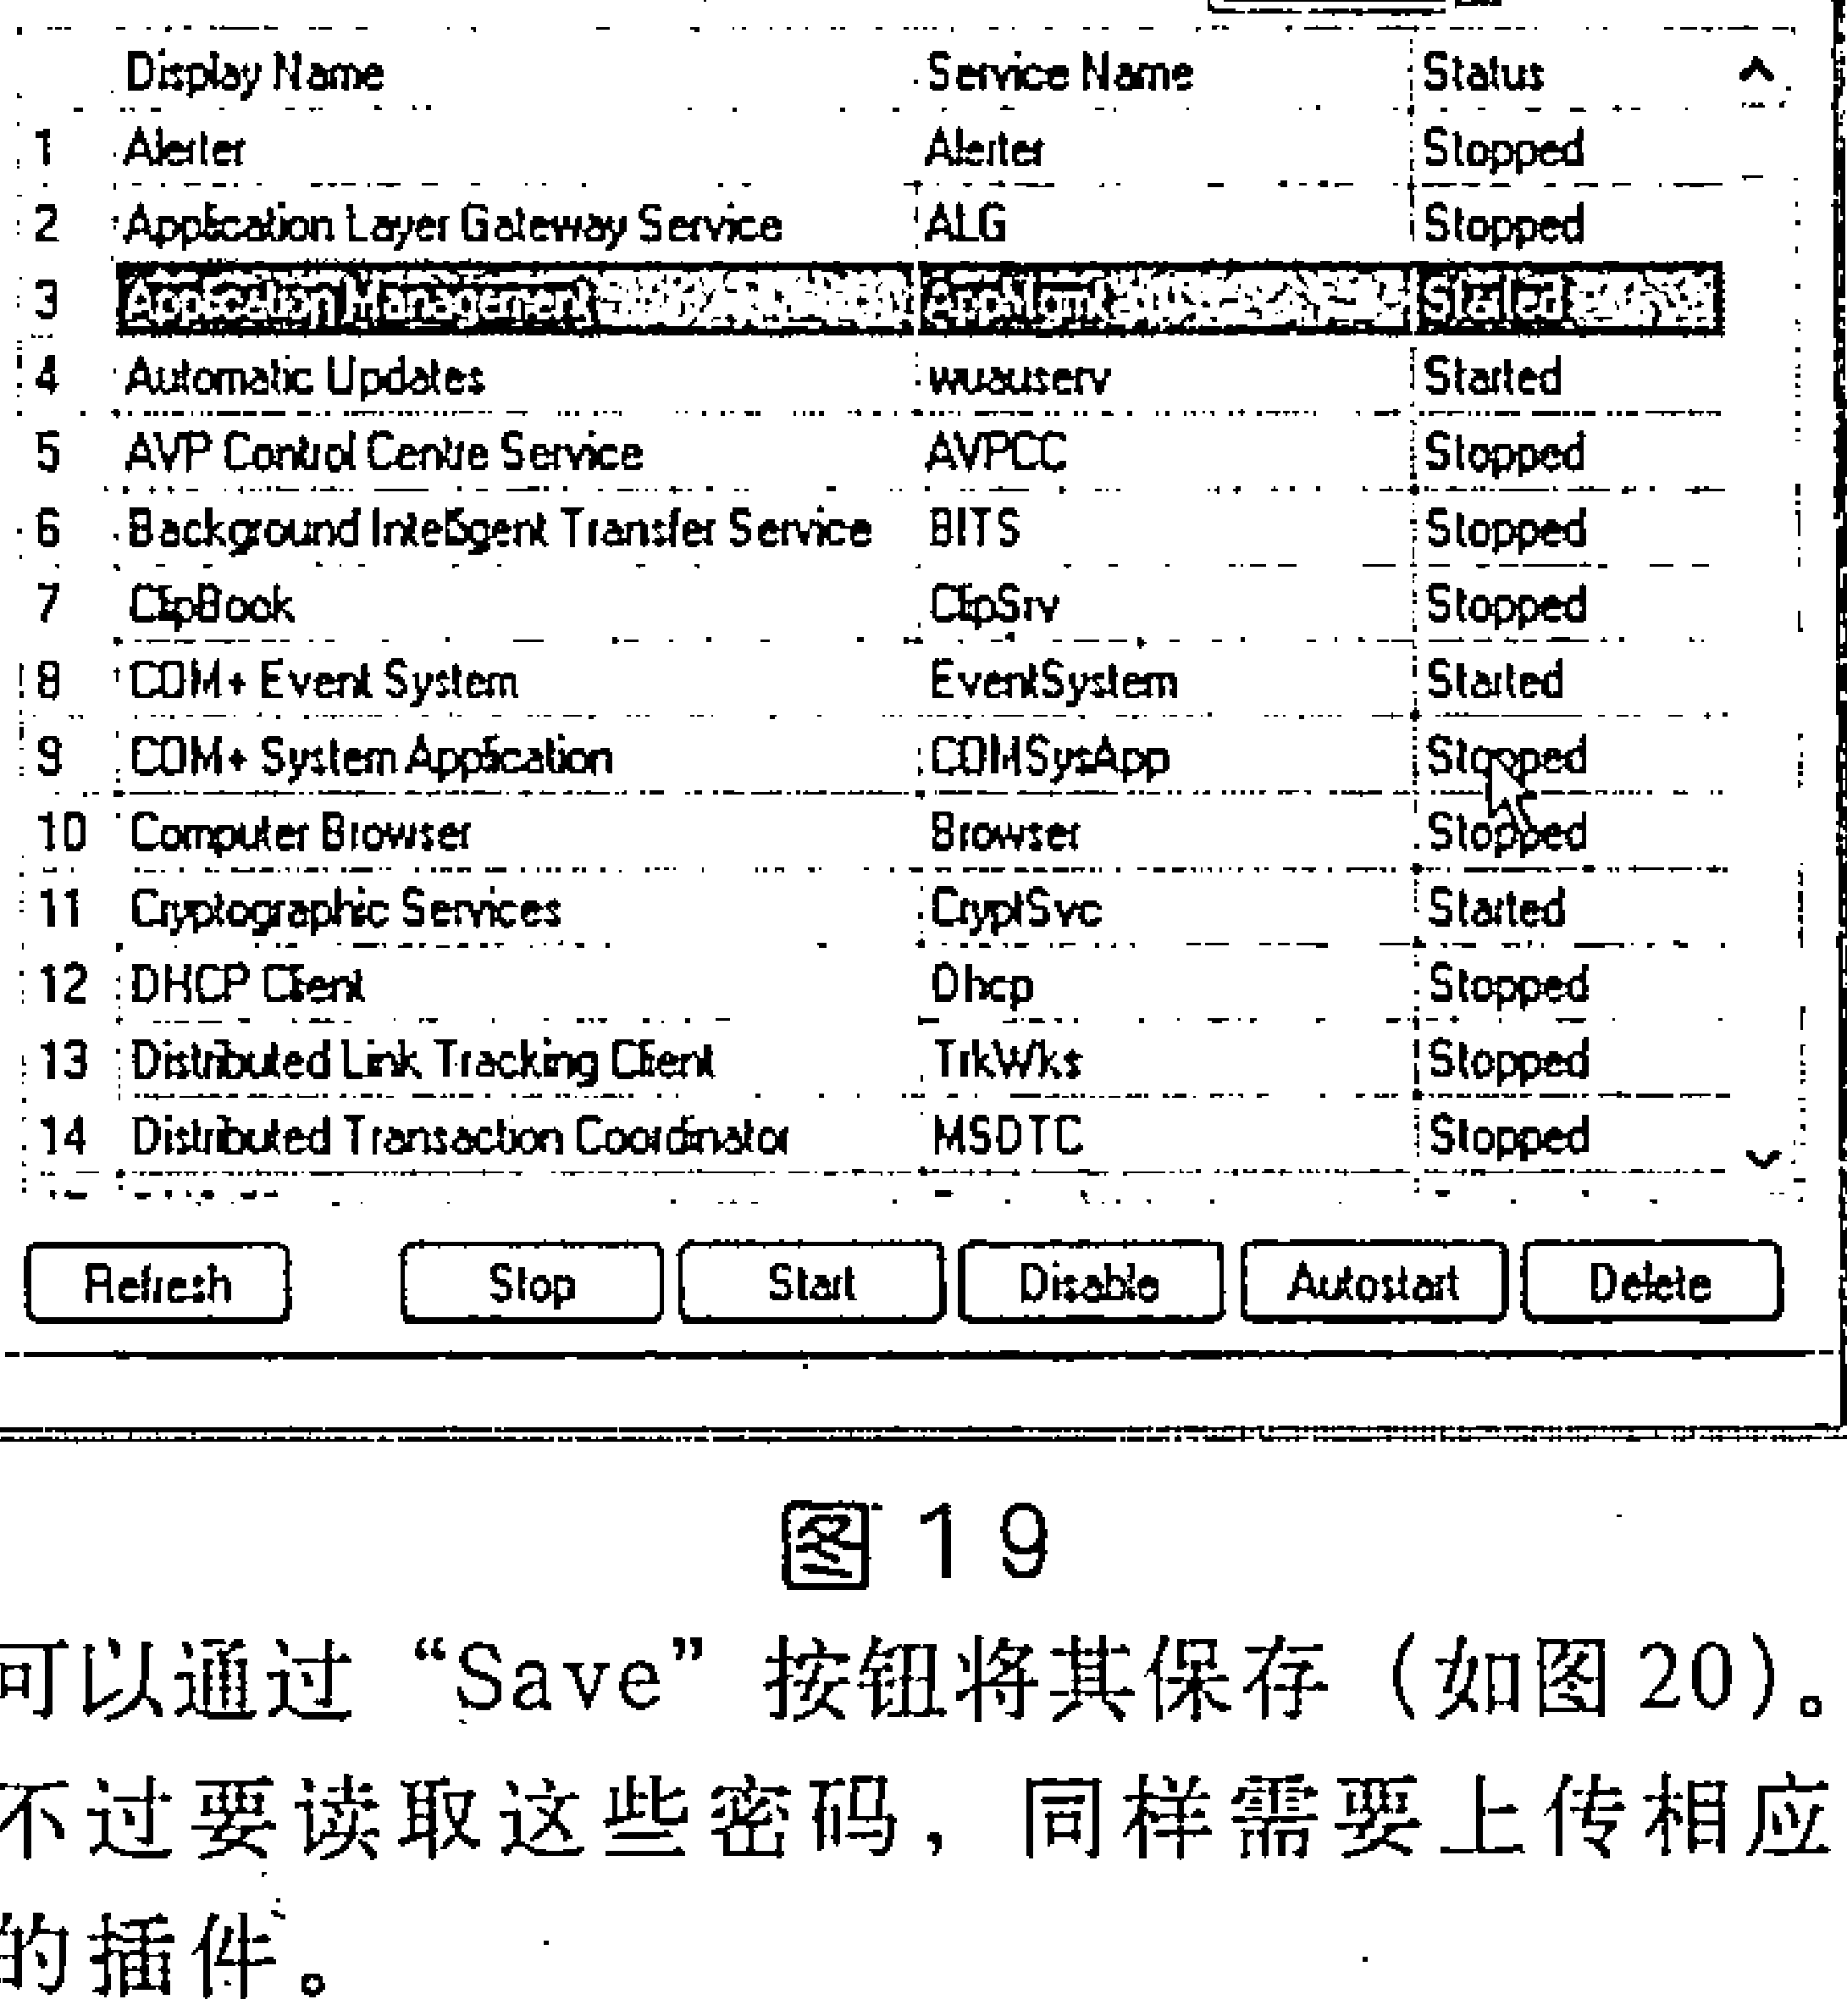 Display Name Service Name Status
1 Alerter Alerter Stopped
2 Application Layer Gateway Service ALG Stopped
3 Application Management AppMgmt Started
4 Automatic Updates wuauserv Started
5 AVP Control Centre Service AVPCC Stopped
6 Background Intelligent Transfer Service BITS Stopped
7 ClipBook ClipSrv Stopped
8 COM+ Event System EventSystem Started
9 COM+ System Application COMSysApp Stopped
10 Computer Browser Browser Stopped
11 Cryptographic Services CryptSvc Started
12 DHCP Client Dhcp Stopped
13 Distributed Link Tracking Client TrkWks Stopped
14 Distributed Transaction Coordinator MSDTC Stopped
Refresh Stop Start Disable Autostart Delete
图 19
可以通过“Save”按钮将其保存（如图 20）。
不过要读取这些密码，同样需要上传相应
的插件。